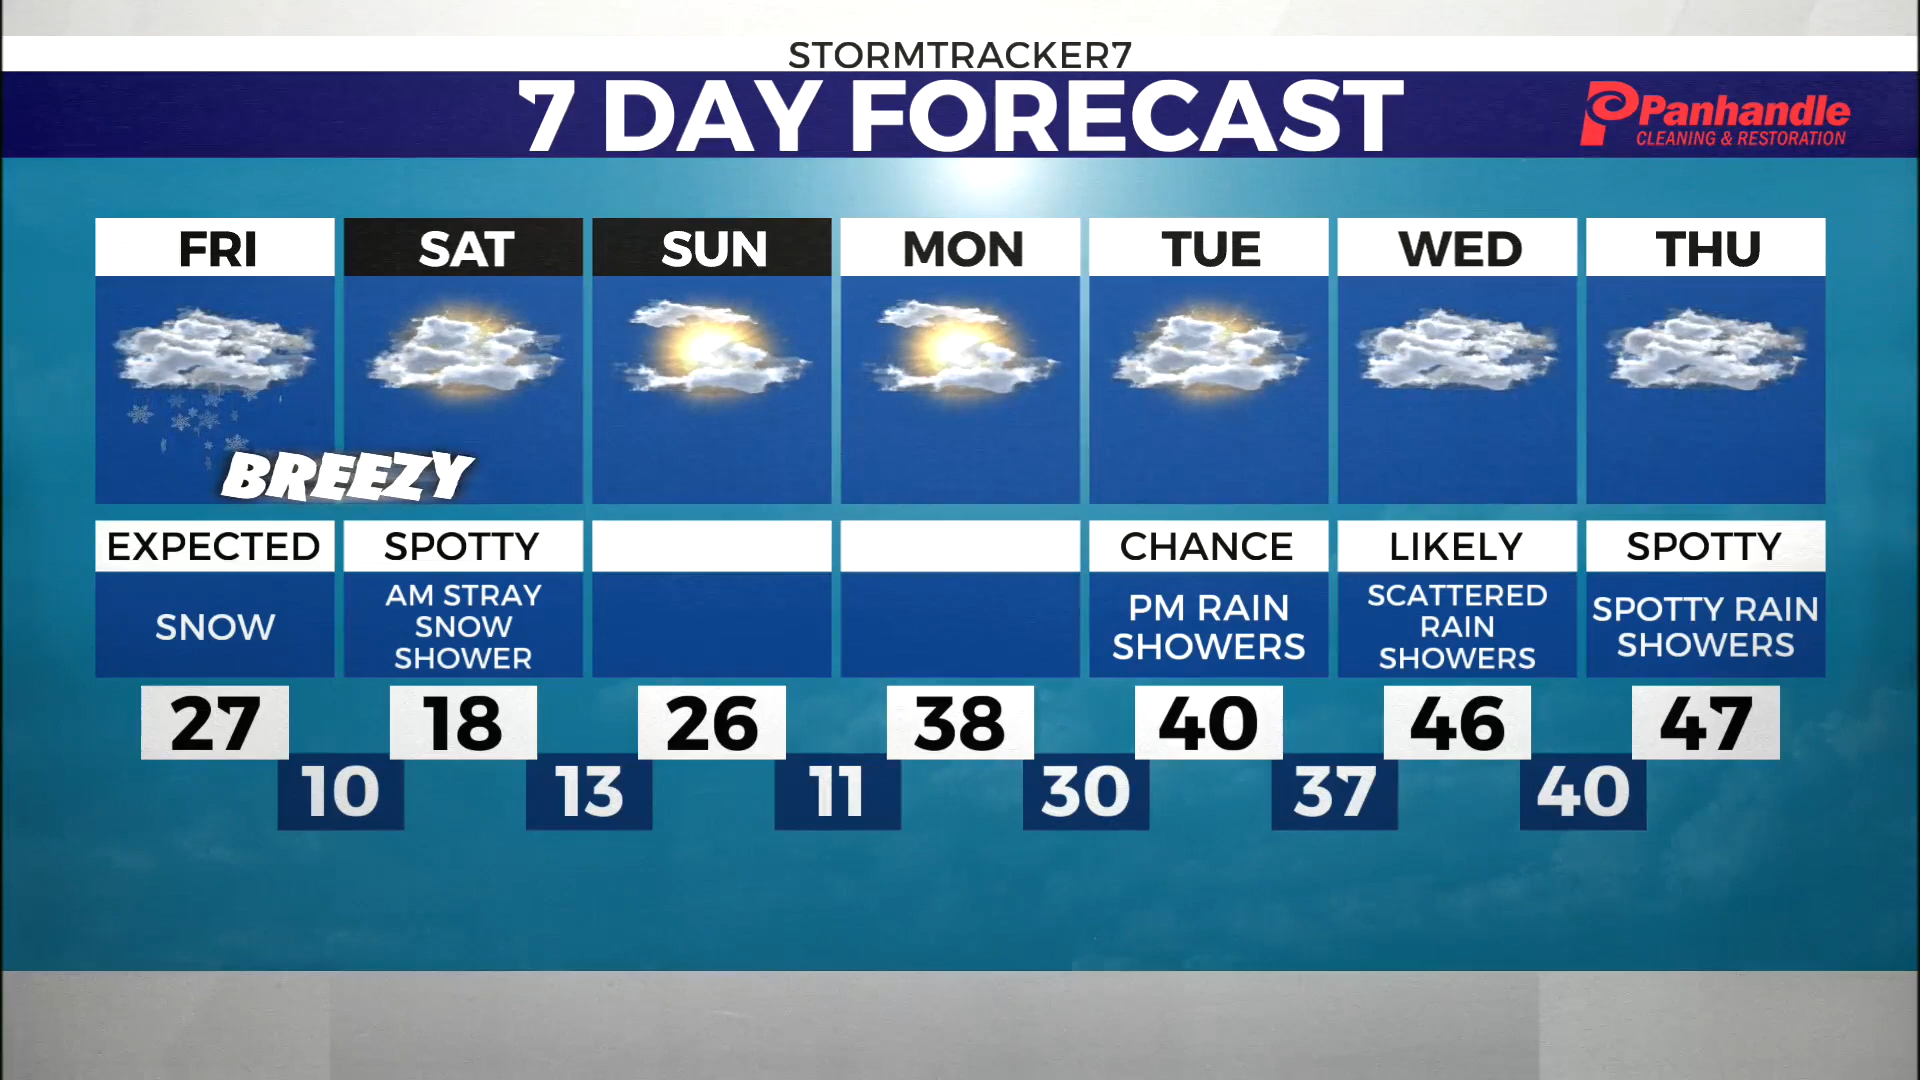 STORMTRACKER7
7 DAY FORECAST
Panhandle
CLEANING & RESTORATION
FRI
SAT
SUN
MON
TUE
WED
THU
BREEZY
EXPECTED
SPOTTY
CHANCE
LIKELY
SPOTTY
SNOW
AM STRAY
SNOW
SHOWER
PM RAIN
SHOWERS
SCATTERED
RAIN
SHOWERS
SPOTTY RAIN
SHOWERS
27
18
26
38
40
46
47
10
13
11
30
37
40